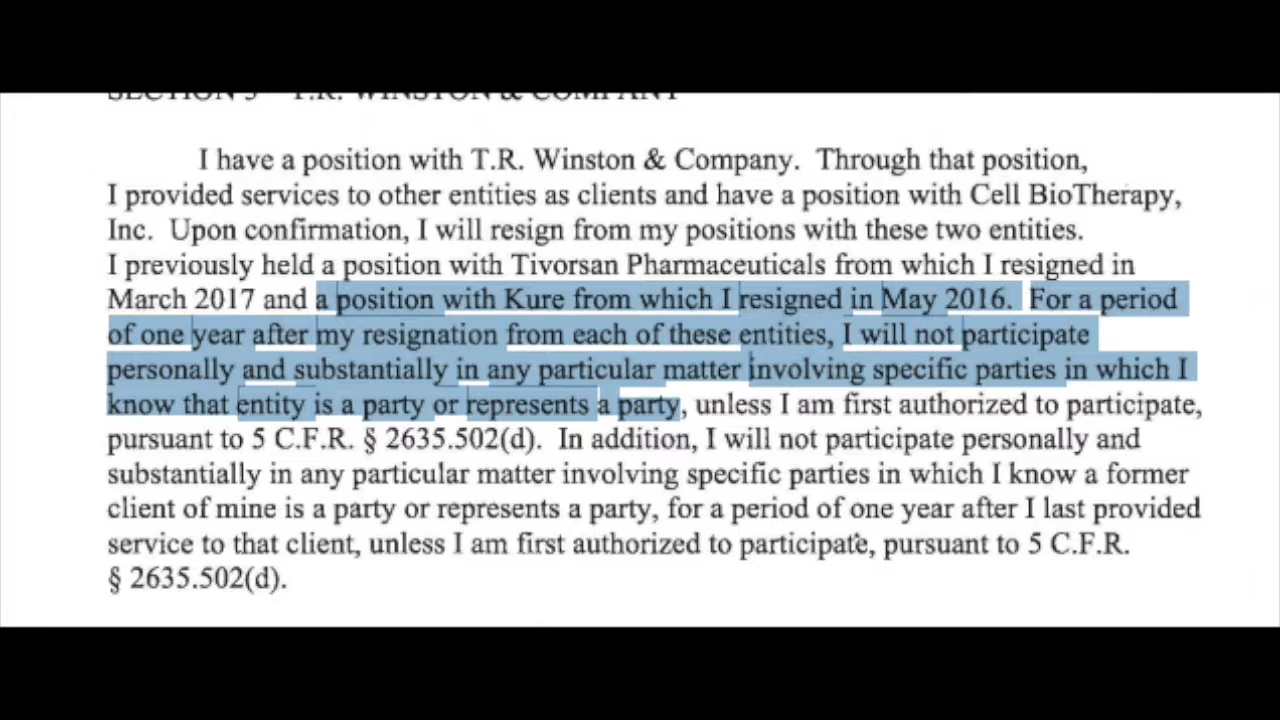 SECTION 3 – T.R. WINSTON & COMPANY
I have a position with T.R. Winston & Company. Through that position,
I provided services to other entities as clients and have a position with Cell BioTherapy,
Inc. Upon confirmation, I will resign from my positions with these two entities.
I previously held a position with Tivorsan Pharmaceuticals from which I resigned in
March 2017 and a position with Kure from which I resigned in May 2016. For a period
of one year after my resignation from each of these entities, I will not participate
personally and substantially in any particular matter involving specific parties in which I
know that entity is a party or represents a party, unless I am first authorized to participate,
pursuant to 5 C.F.R. § 2635.502(d). In addition, I will not participate personally and
substantially in any particular matter involving specific parties in which I know a former
client of mine is a party or represents a party, for a period of one year after I last provided
service to that client, unless I am first authorized to participate, pursuant to 5 C.F.R.
§ 2635.502(d).